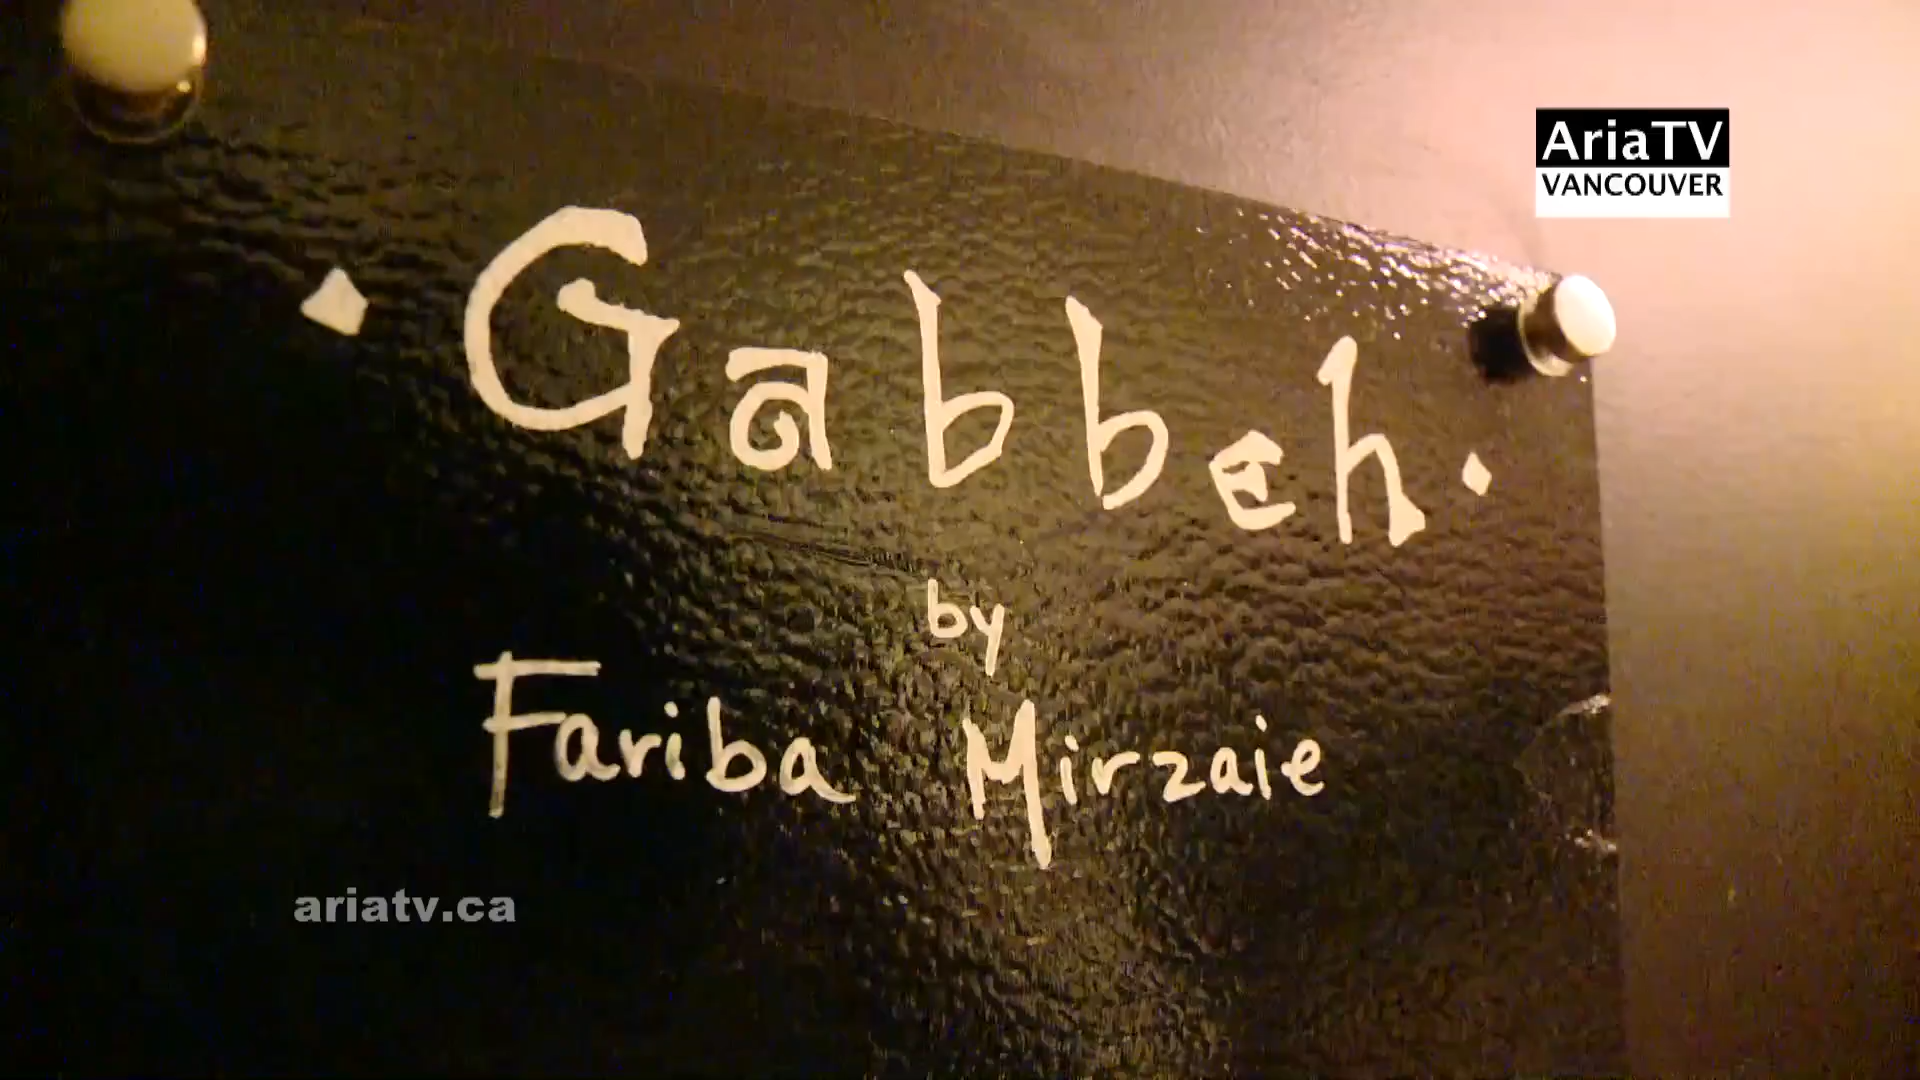 AriaTV
VANCOUVER
· Gabbeh ·
by
Fariba Mirzaie
ariatv.ca